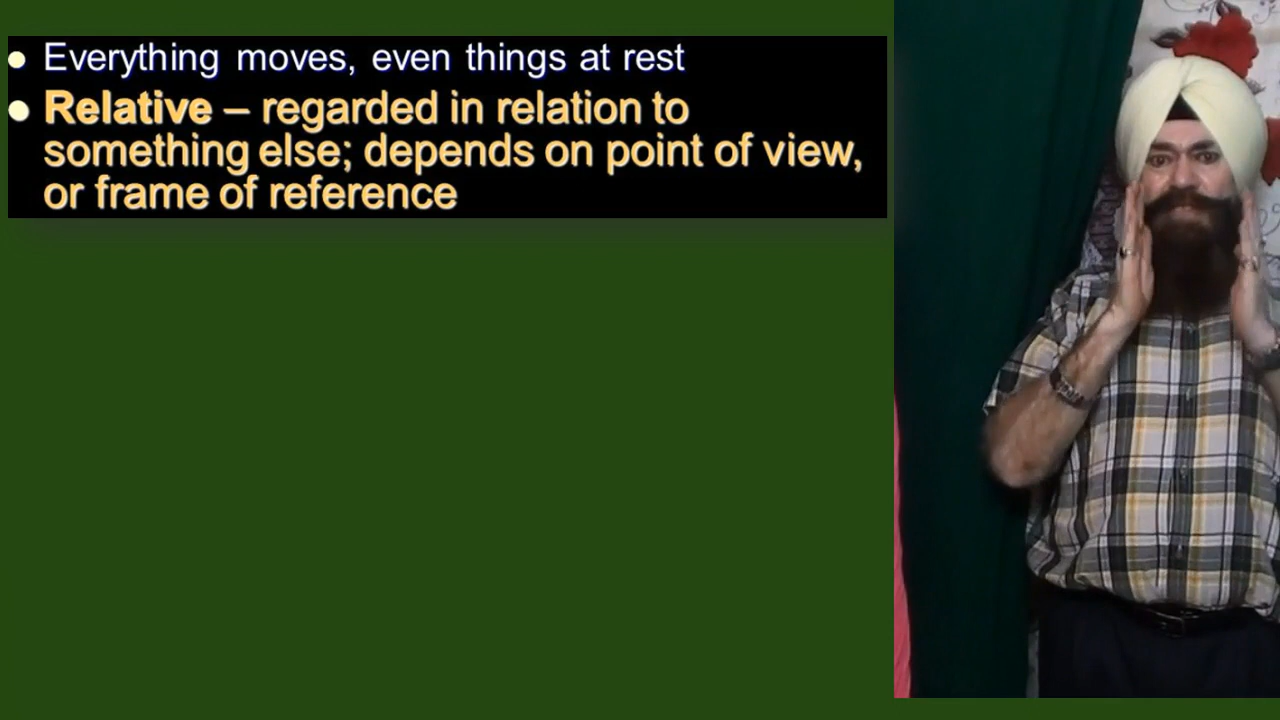 • Everything moves, even things at rest
• Relative – regarded in relation to
something else; depends on point of view,
or frame of reference